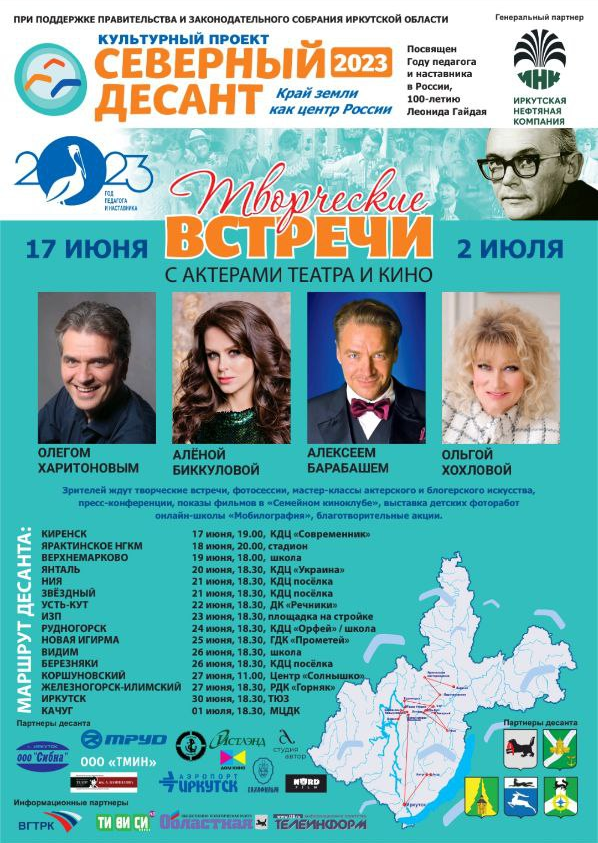 ПРИ ПОДДЕРЖКЕ ПРАВИТЕЛЬСТВА И ЗАКОНОДАТЕЛЬНОГО СОБРАНИЯ ИРКУТСКОЙ ОБЛАСТИ
Генеральный партнер
КУЛЬТУРНЫЙ ПРОЕКТ
СЕВЕРНЫЙ 2023
ДЕСАНТ
Край земли
как центр России
Посвящен
Году педагога
и наставника
в России,
100-летию
Леонида Гайдая
ИНК
ИРКУТСКАЯ
НЕФТЯНАЯ
КОМПАНИЯ
2023
ГОД
ПЕДАГОГА
И НАСТАВНИКА
Творческие
ВСТРЕЧИ
17 ИЮНЯ
2 ИЮЛЯ
С АКТЕРАМИ ТЕАТРА И КИНО
ОЛЕГОМ
ХАРИТОНОВЫМ
АЛЁНОЙ
БИККУЛОВОЙ
АЛЕКСЕЕМ
БАРАБАШЕМ
ОЛЬГОЙ
ХОХЛОВОЙ
Зрителей ждут творческие встречи, фотосессии, мастер-классы актерского и блогерского искусства,
пресс-конференции, показы фильмов в «Семейном киноклубе», выставка детских фоторабот
онлайн-школы «Мобилография», благотворительные акции.
МАРШРУТ ДЕСАНТА:
КИРЕНСК 17 июня, 19.00, КДЦ «Современник»
ЯРАКТИНСКОЕ НГКМ 18 июня, 20.00, стадион
ВЕРХНЕМАРКОВО 19 июня, 18.00, школа
ЯНТАЛЬ 20 июня, 18.30, КДЦ «Украина»
НИЯ 21 июня, 18.30, КДЦ посёлка
ЗВЁЗДНЫЙ 21 июня, 18.30, КДЦ посёлка
УСТЬ-КУТ 22 июня, 18.30, ДК «Речники»
ИЗП 23 июня, 18.30, площадка на стройке
РУДНОГОРСК 24 июня, 18.30, КДЦ «Орфей» / школа
НОВАЯ ИГИРМА 25 июня, 18.30, ГДК «Прометей»
ВИДИМ 26 июня, 18.30, школа
БЕРЕЗНЯКИ 26 июня, 18.30, КДЦ посёлка
КОРШУНОВСКИЙ 27 июня, 11.00, Центр «Солнышко»
ЖЕЛЕЗНОГОРСК-ИЛИМСКИЙ 27 июня, 18.30, РДК «Горняк»
ИРКУТСК 30 июня, 18.30, ТЮЗ
КАЧУГ 01 июля, 18.30, МЦДК
Иркутск
Партнеры десанта
г. ИРКУТСК
ООО "Сибна"
ТРУД
ООО «ТМИН»
ИСТЛЭНД
студия
автор
ДОМ КИНО
АЭРОПОРТ
ИРКУТСК
NORD
FILM
Партнеры десанта
Информационные партнеры
ВГТРК
ТИ ВИ СИ
Областная
ТЕЛЕИНФОРМ